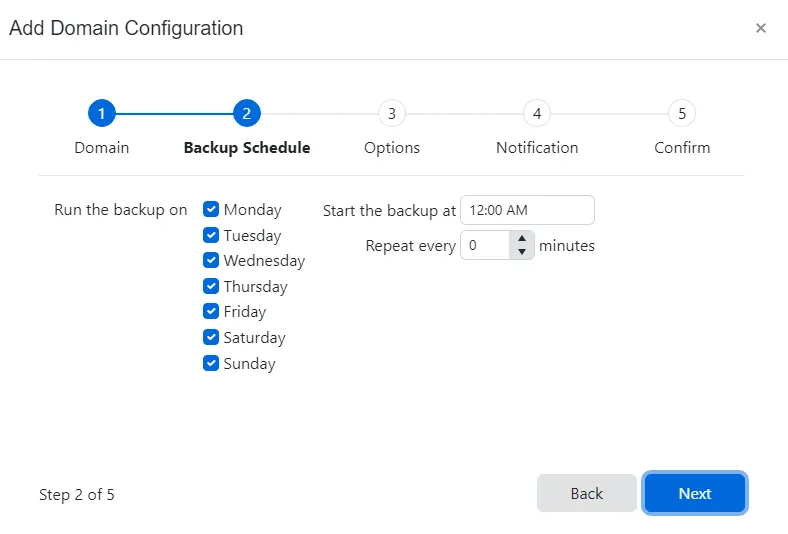 Add Domain Configuration ×
1 2 3 4 5
Domain Backup Schedule Options Notification Confirm
Run the backup on Monday Start the backup at 12:00 AM
Tuesday
Repeat every 0 minutes
Wednesday
Thursday
Friday
Saturday
Sunday
Step 2 of 5 Back Next